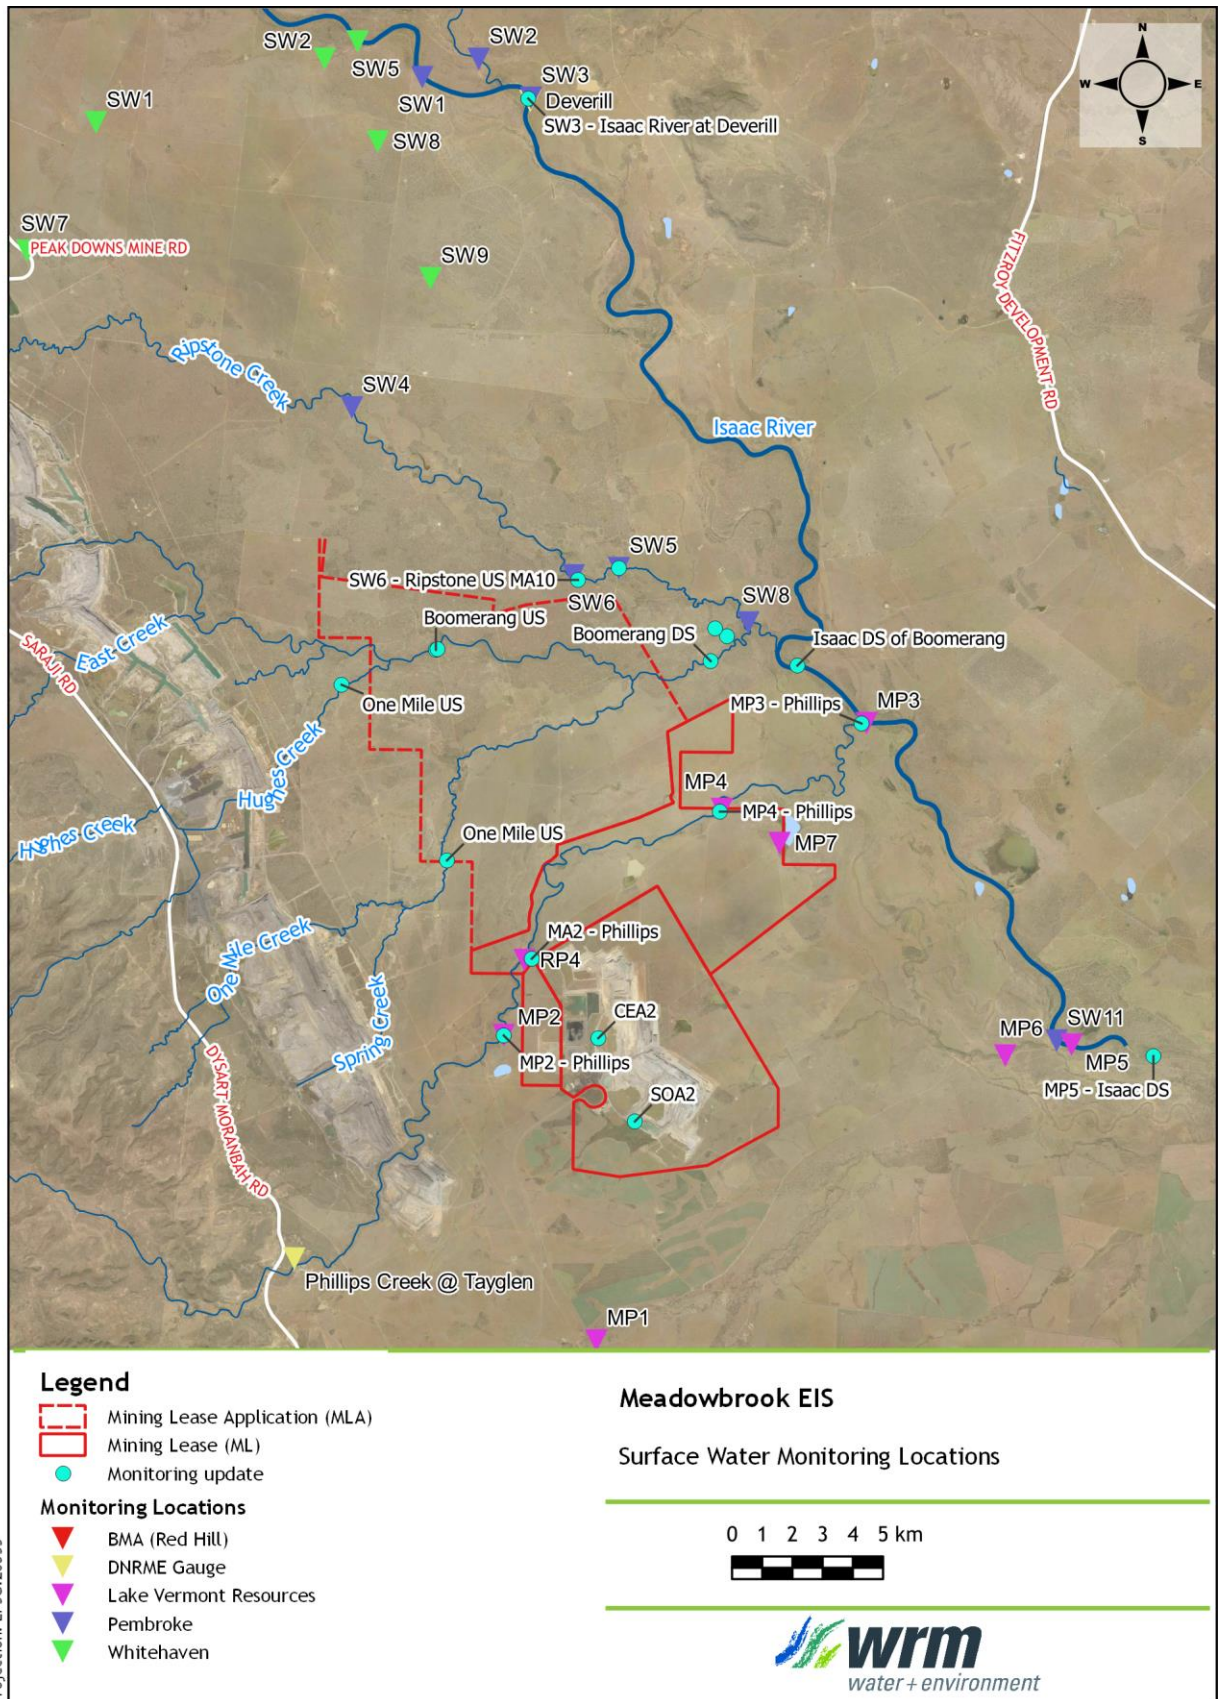 SW2
SW5
SW2
N
W
E
S
SW1
SW1
SW3
Deverill
SW3 - Isaac River at Deverill
SW8
SW7
PEAK DOWNS MINE RD
SW9
FITZROY DEVELOPMENT RD
Ripstone Creek
SW4
Isaac River
SW5
SW6 - Ripstone US MA10
SW6
SW8
Boomerang US
Boomerang DS
Isaac DS of Boomerang
East Creek
SARAJI RD
One Mile US
MP3 - Phillips
MP3
Hughes Creek
MP4
MP4 - Phillips
Hughes Creek
One Mile US
MP7
MA2 - Phillips
RP4
One Mile Creek
CEA2
MP2
MP2 - Phillips
Spring Creek
MP6
SW11
MP5
MP5 - Isaac DS
SOA2
DYSART MORANBAH RD
Phillips Creek @ Tayglen
MP1
Legend
Mining Lease Application (MLA)
Mining Lease (ML)
Monitoring update
Monitoring Locations
BMA (Red Hill)
DNRME Gauge
Lake Vermont Resources
Pembroke
Whitehaven
Meadowbrook EIS
Surface Water Monitoring Locations
0 1 2 3 4 5 km
wrm
water + environment